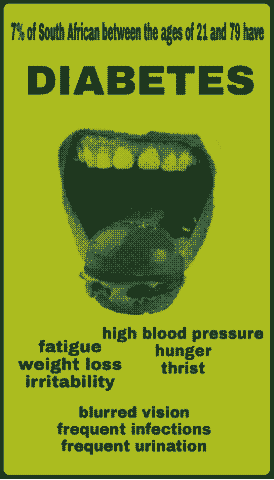 7% of South African between the ages of 21 and 79 have
DIABETES
high blood pressure
fatigue
hunger
weight loss
thrist
irritability
blurred vision
frequent infections
frequent urination